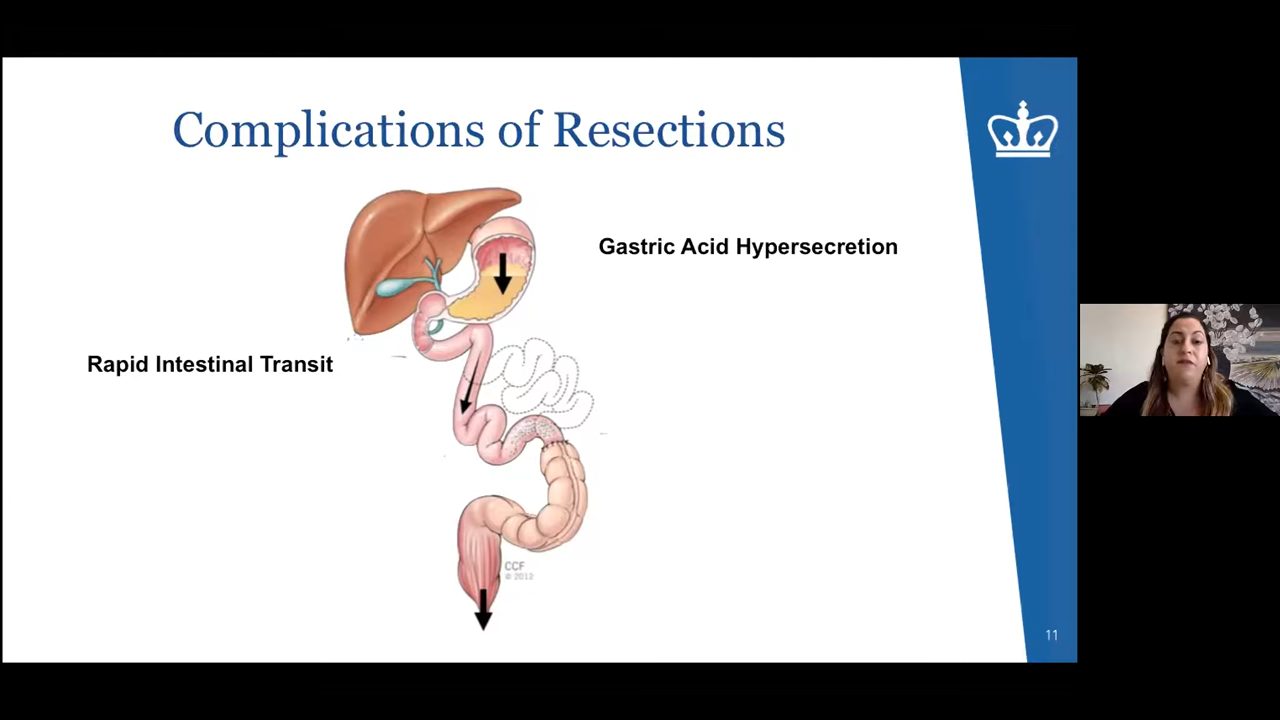 Complications of Resections
Gastric Acid Hypersecretion
Rapid Intestinal Transit
CCF
© 2012
11